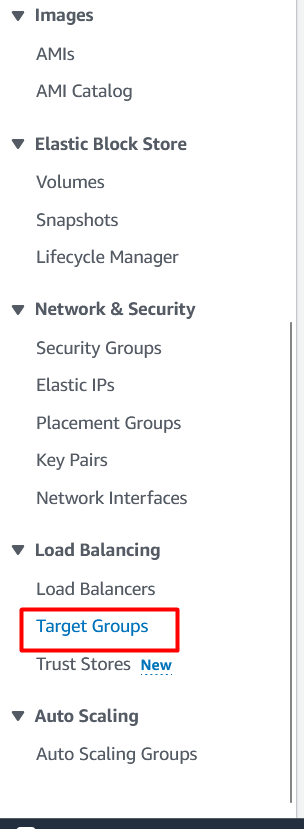 Images
AMIs
AMI Catalog
Elastic Block Store
Volumes
Snapshots
Lifecycle Manager
Network & Security
Security Groups
Elastic IPs
Placement Groups
Key Pairs
Network Interfaces
Load Balancing
Load Balancers
Target Groups
Trust Stores New
Auto Scaling
Auto Scaling Groups